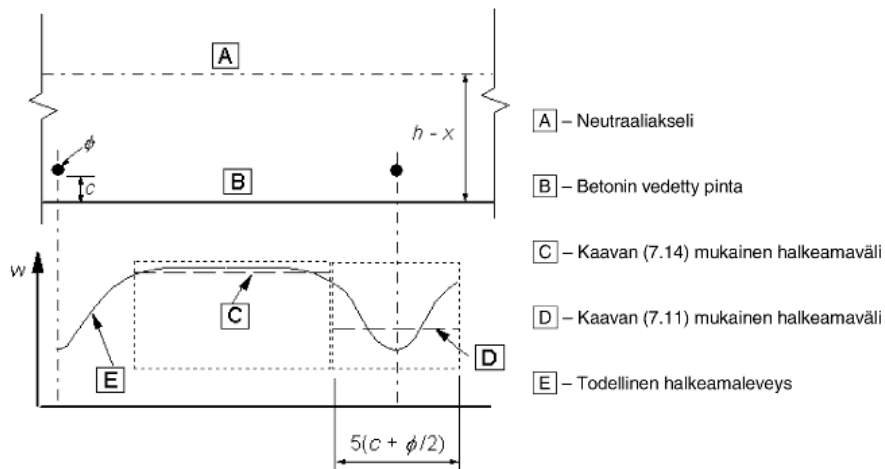 A
h - x
ϕ
c
B
w
C
D
E
5(c + ϕ/2)
A – Neutraaliakseli
B – Betonin vedetty pinta
C – Kaavan (7.14) mukainen halkeamaväli
D – Kaavan (7.11) mukainen halkeamaväli
E – Todellinen halkeamaleveys